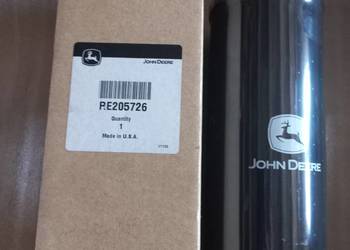 JOHN DEERE
RE205726
Quantity
1
Made in U.S.A.
JOHN DEERE